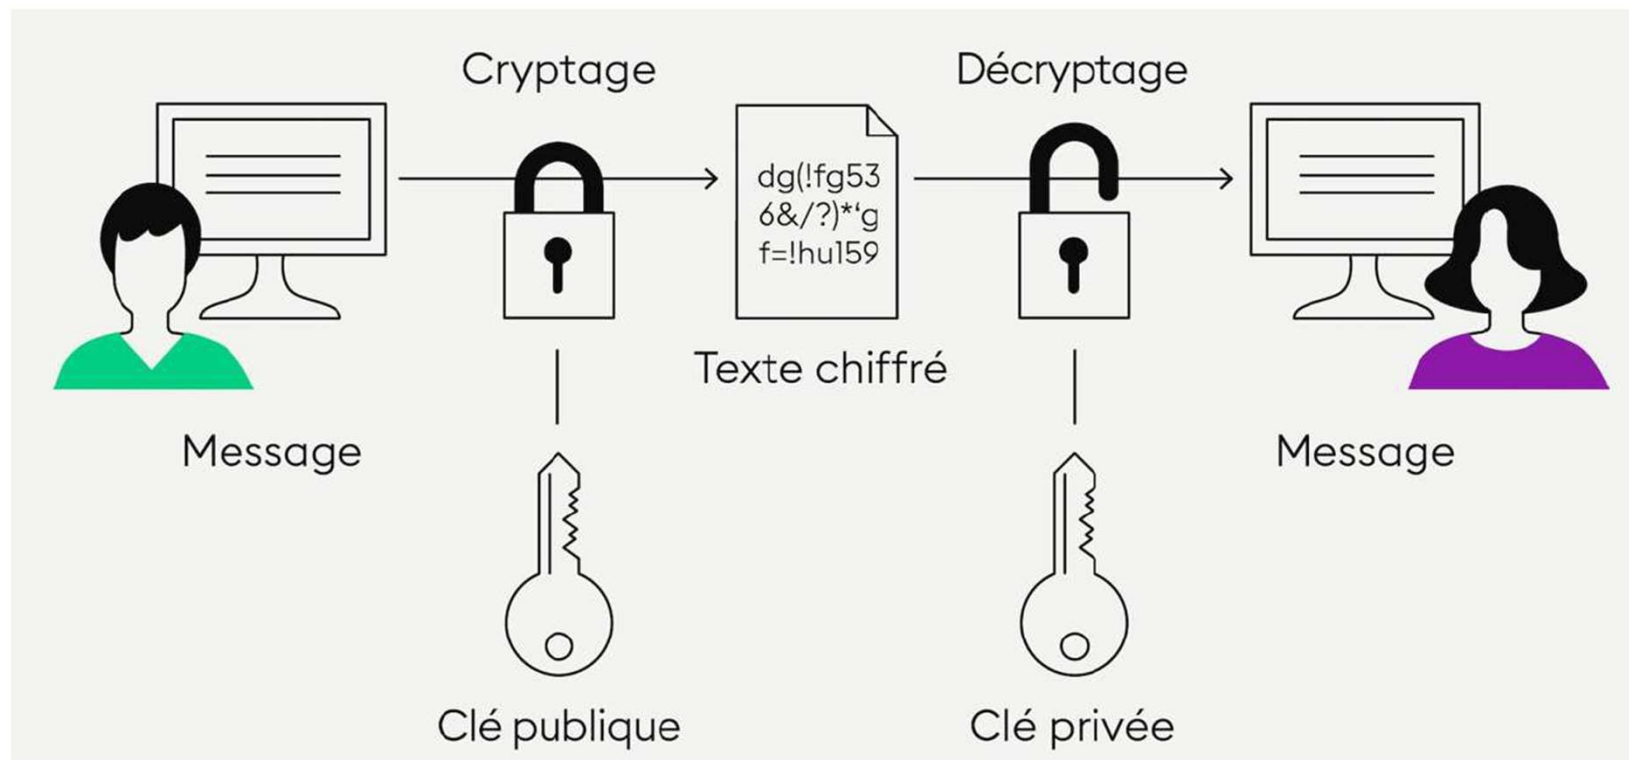 Cryptage
Décryptage
dg(!fg53
6&/?)*‘g
f=!hu159
Texte chiffré
Message
Message
Clé publique
Clé privée